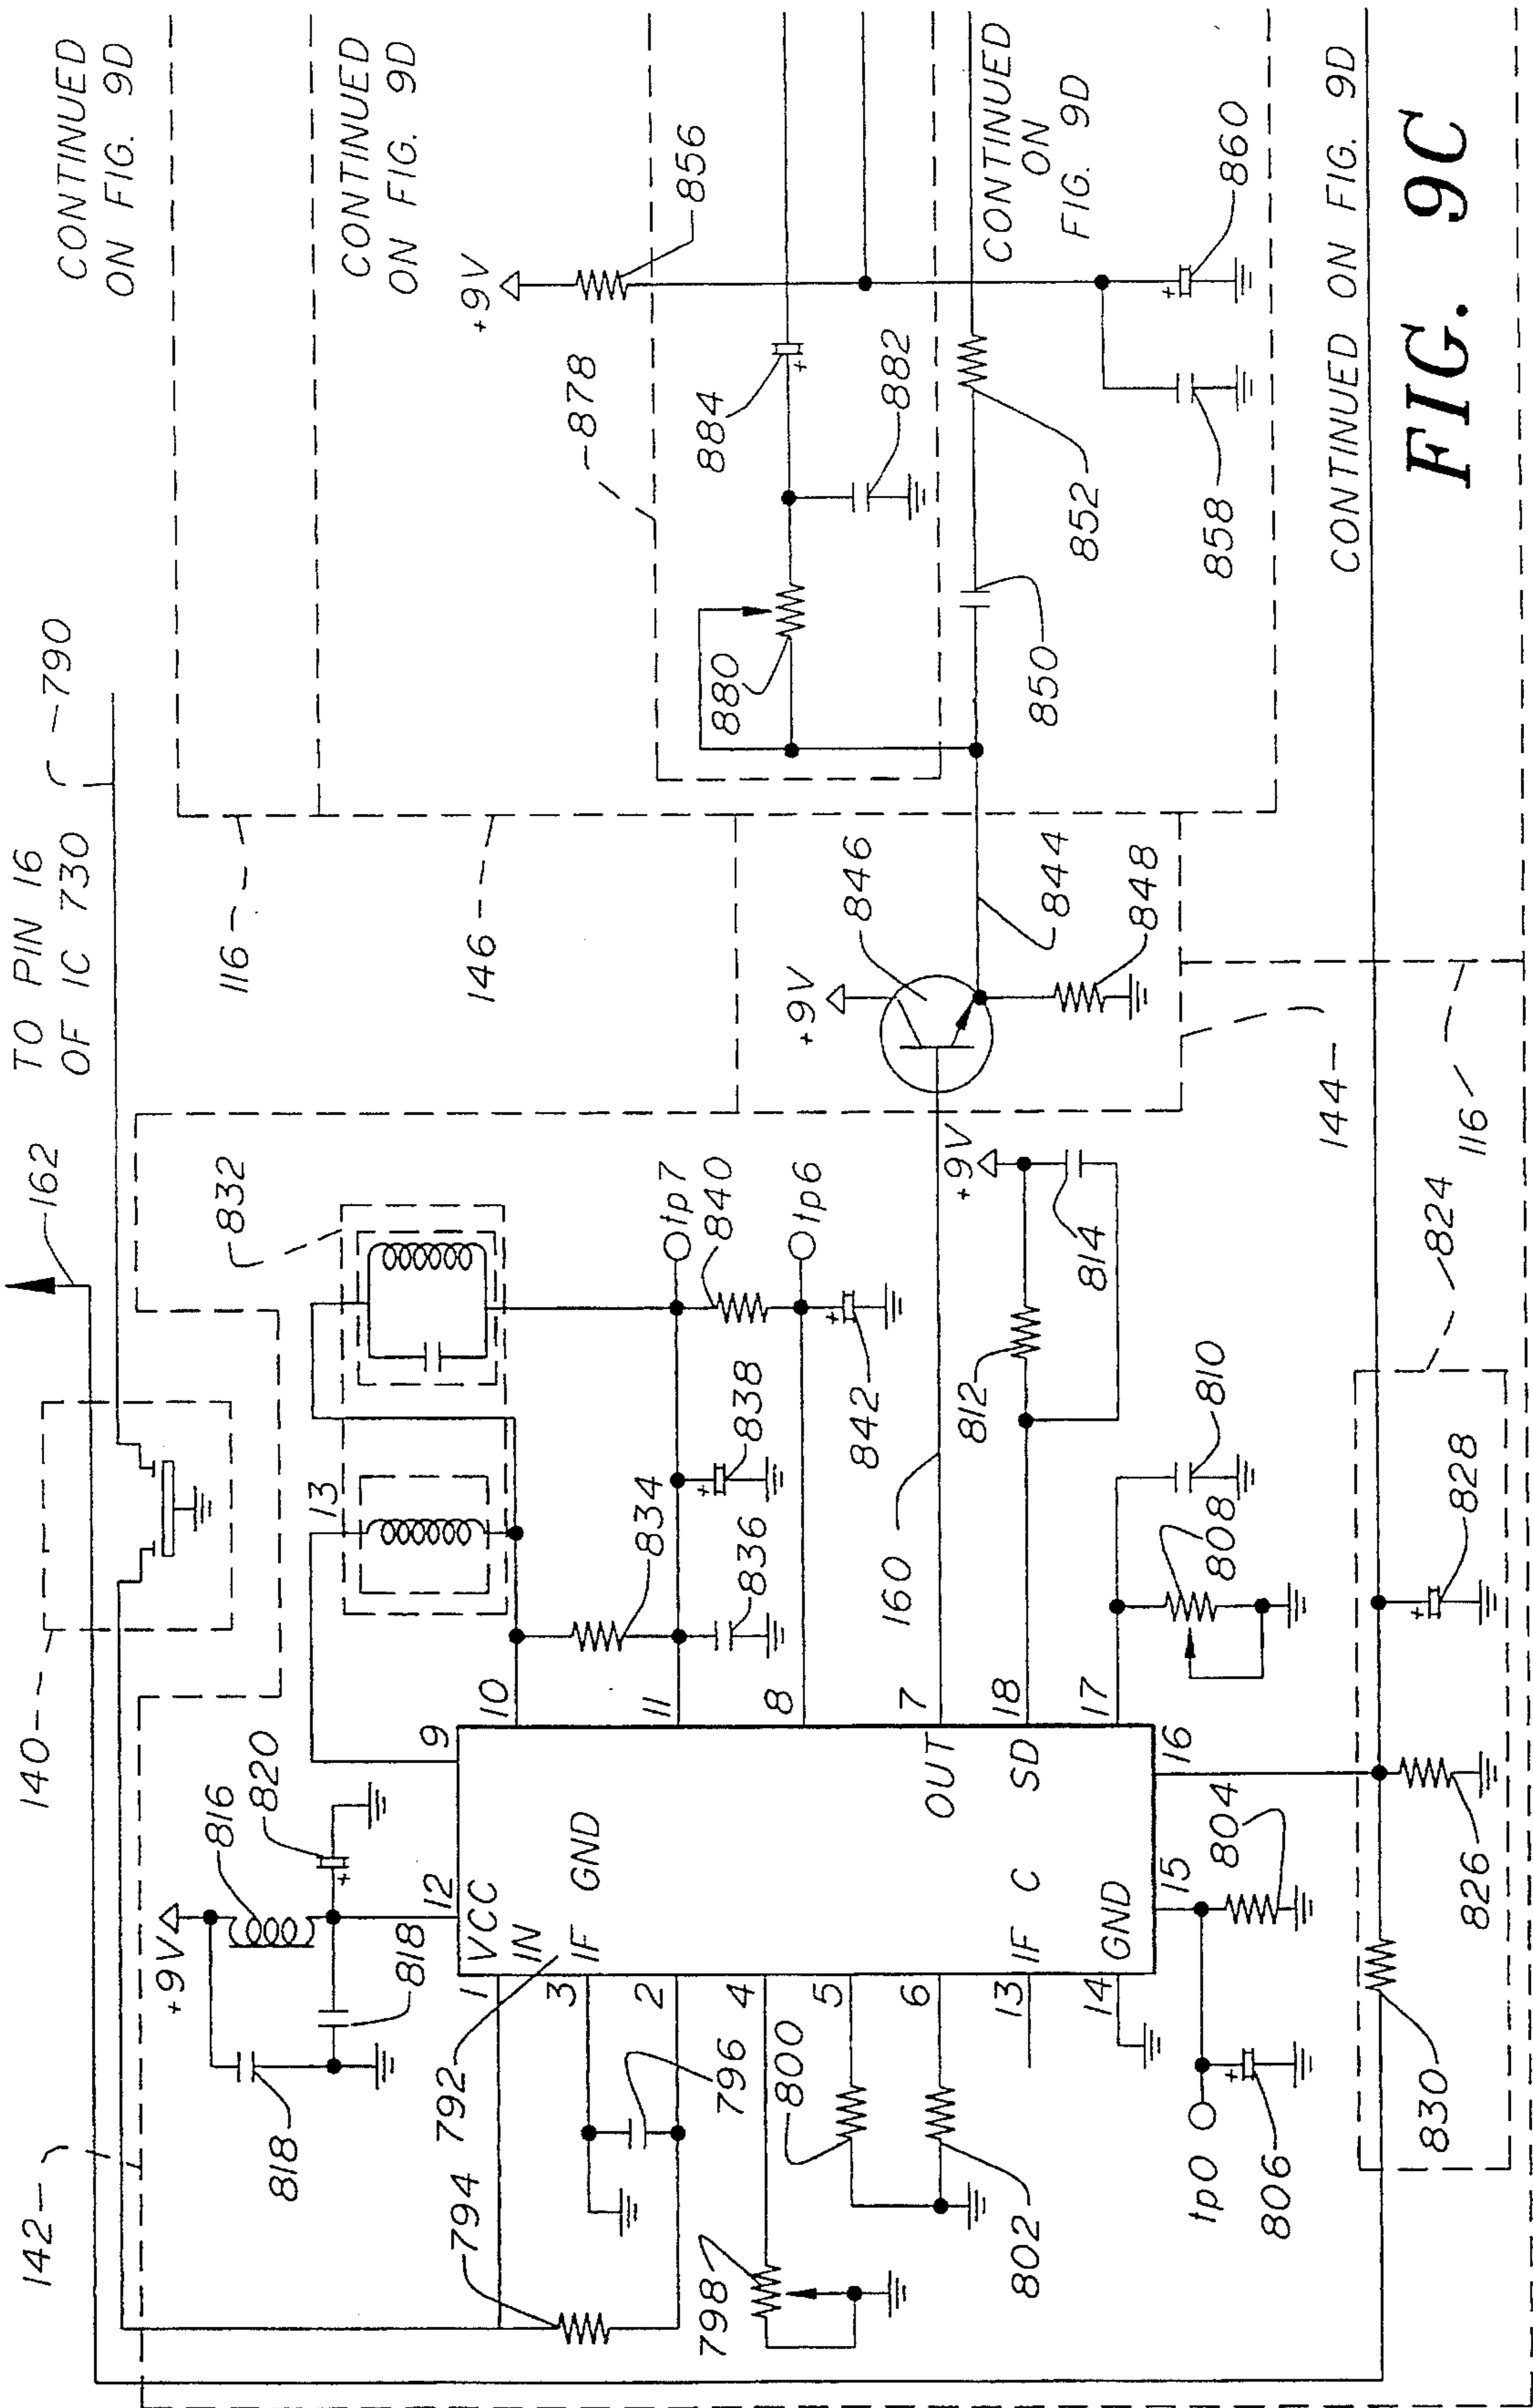 TO PIN 16
OF IC 730
162
790
CONTINUED
ON FIG. 9D
140
142
116
CONTINUED
ON FIG. 9D
146
832
13
+9V
816
820
818
818
+9V
856
878
9
10
12
VCC
IN
1
IF GND
3
792
794
2
11
834
836
838
tp7
840
4
796
798
8
tp6
842
880
884
882
5
800
6
802
OUT
7
160
+9V
846
844
848
850
852
CONTINUED
ON
FIG. 9D
SD
18
812
+9V
814
IF C
13
GND
14
17
808
810
858
860
15
16
804
tp0
806
144
116
824
826
828
830
CONTINUED ON FIG. 9D
FIG. 9C